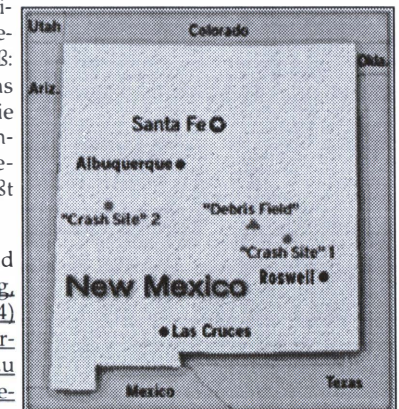 Utah
Colorado
Okla.
Ariz.
Santa Fe
Albuquerque
"Crash Site" 2
"Debris Field"
"Crash Site" 1
Roswell
New Mexico
Las Cruces
Mexico
Texas